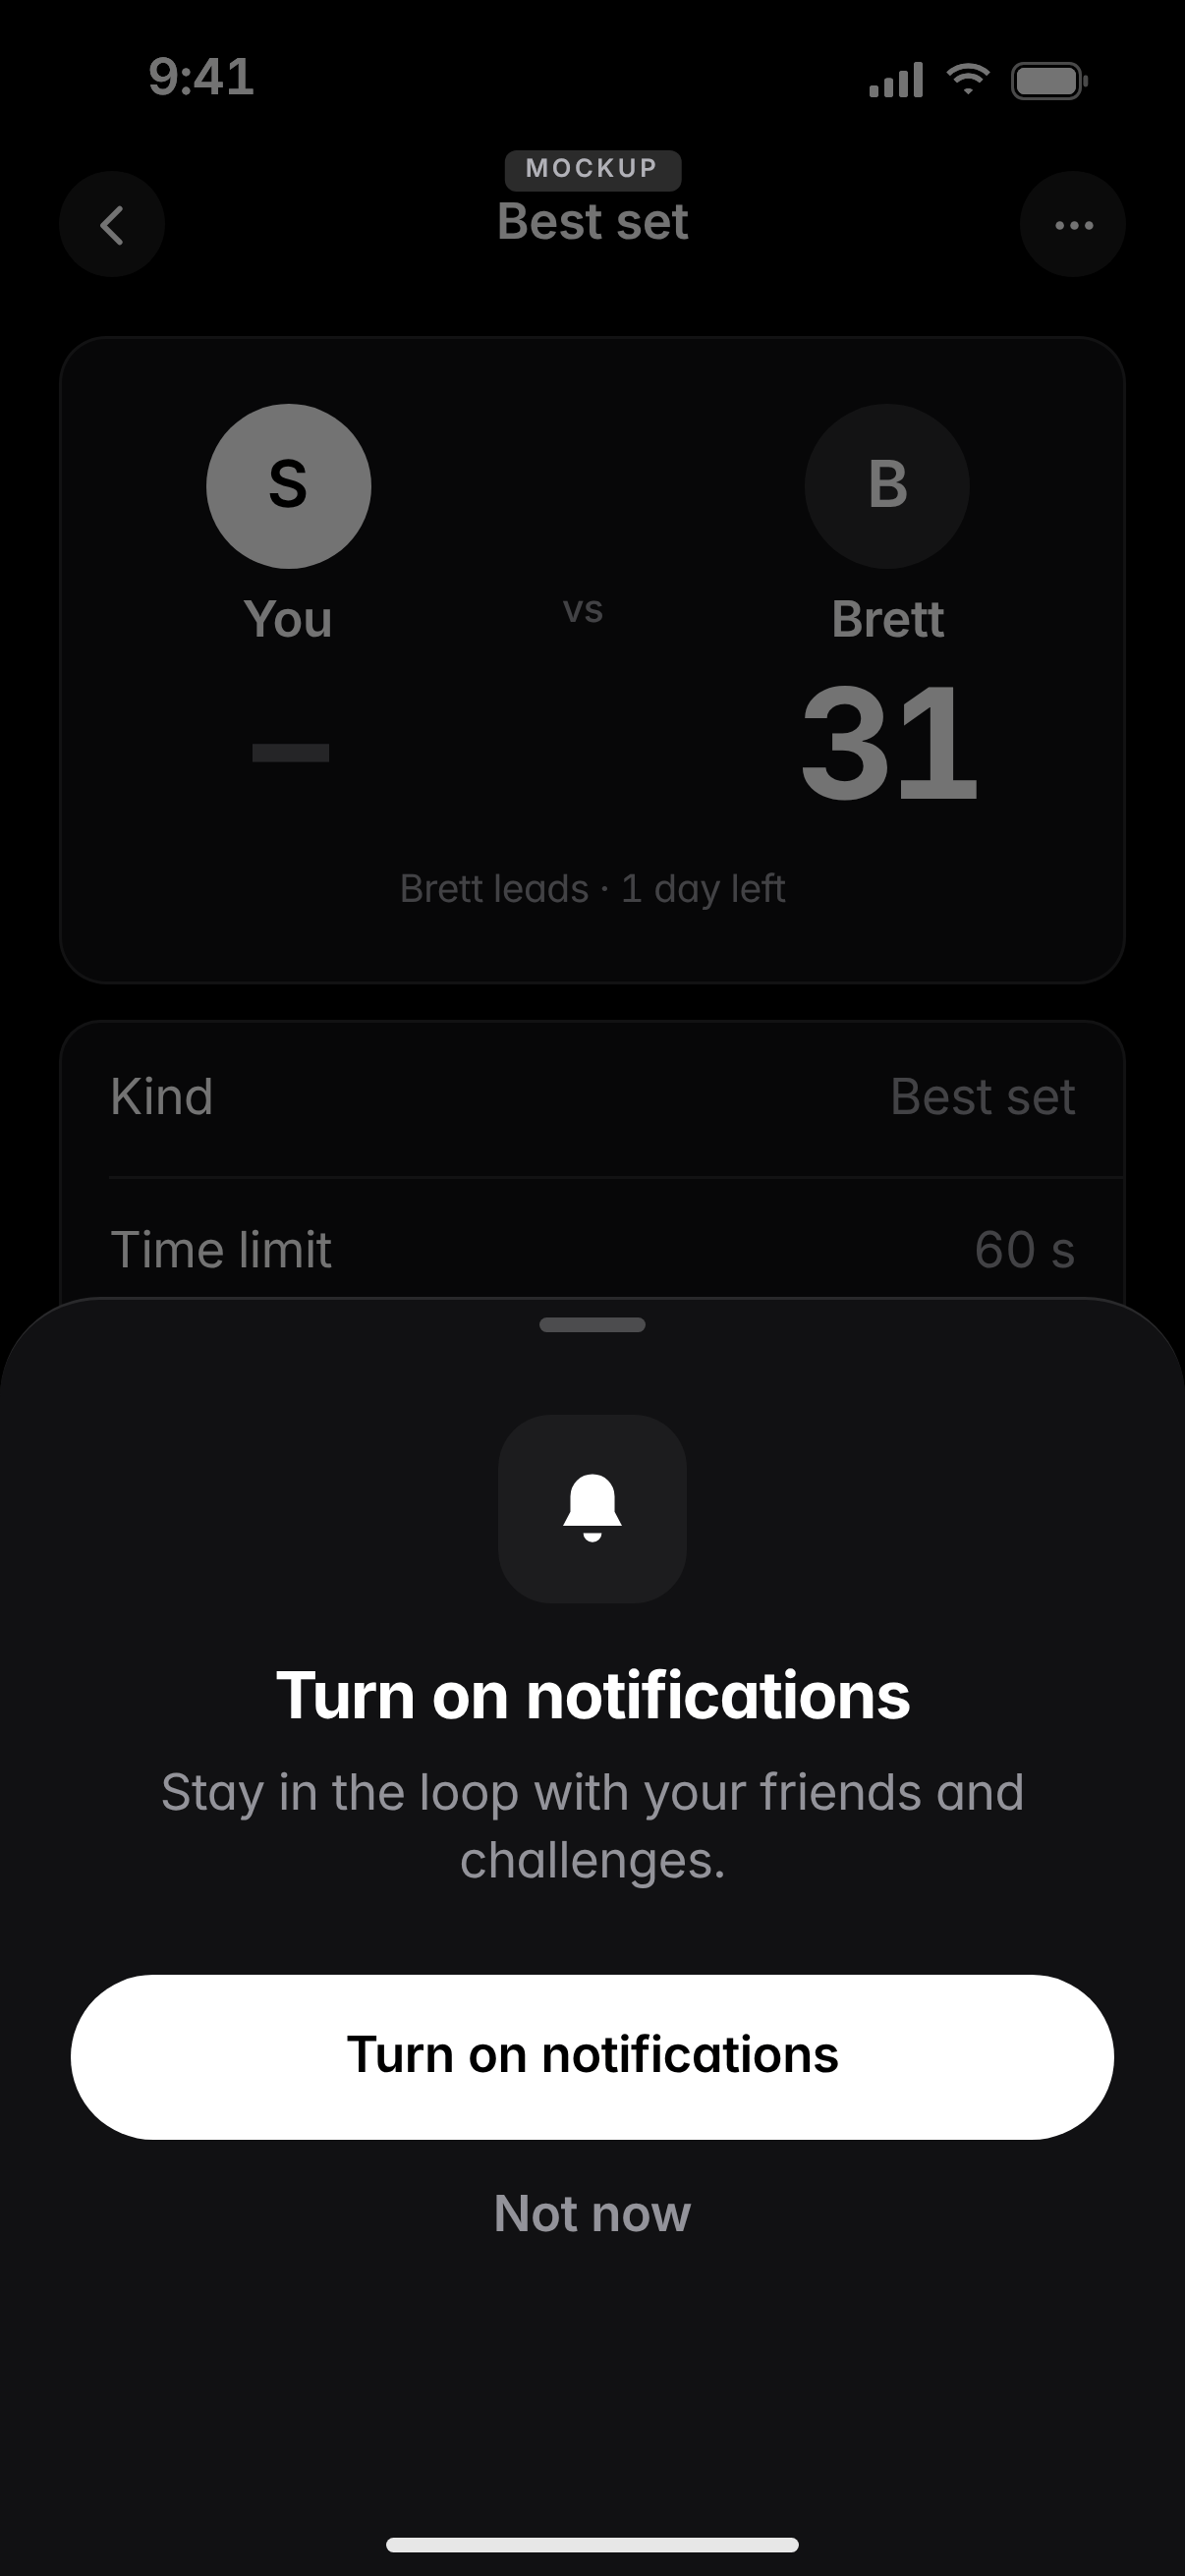 9:41
MOCKUP
Best set
S
B
You
vs
Brett
–
31
Brett leads · 1 day left
Kind
Best set
Time limit
60 s
Turn on notifications
Stay in the loop with your friends and
challenges.
Turn on notifications
Not now